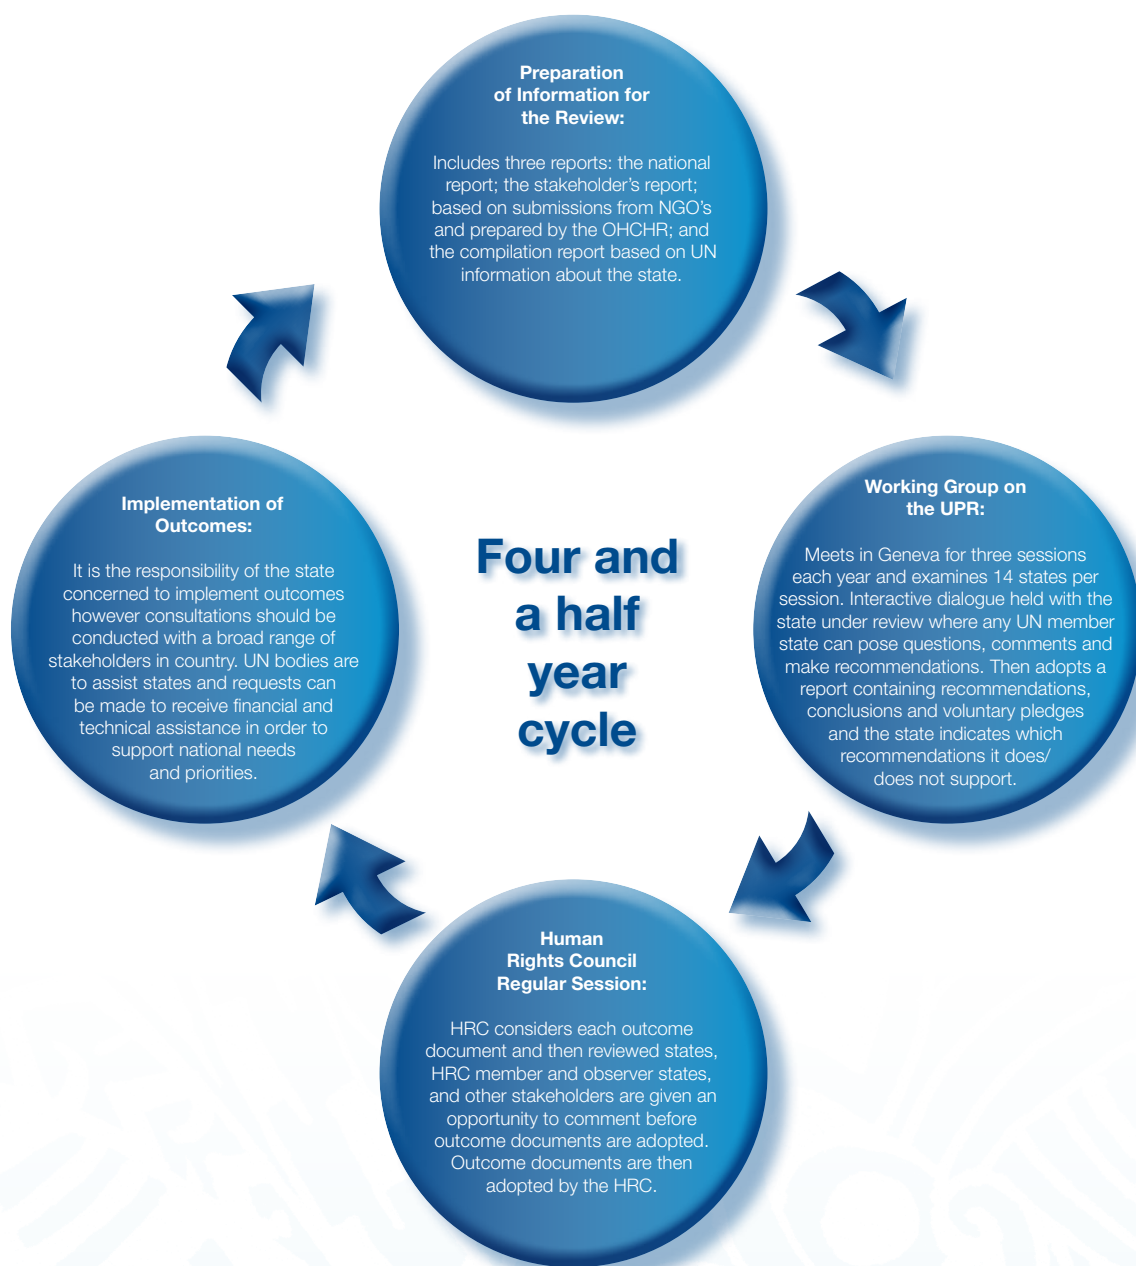 Preparation
of Information for
the Review:
Includes three reports: the national
report; the stakeholder's report;
based on submissions from NGO's
and prepared by the OHCHR; and
the compilation report based on UN
information about the state.
Working Group on
the UPR:
Meets in Geneva for three sessions
each year and examines 14 states per
session. Interactive dialogue held with the
state under review where any UN member
state can pose questions, comments and
make recommendations. Then adopts a
report containing recommendations,
conclusions and voluntary pledges
and the state indicates which
recommendations it does/
does not support.
Human
Rights Council
Regular Session:
HRC considers each outcome
document and then reviewed states,
HRC member and observer states,
and other stakeholders are given an
opportunity to comment before
outcome documents are adopted.
Outcome documents are then
adopted by the HRC.
Implementation of
Outcomes:
It is the responsibility of the state
concerned to implement outcomes
however consultations should be
conducted with a broad range of
stakeholders in country. UN bodies are
to assist states and requests can
be made to receive financial and
technical assistance in order to
support national needs
and priorities.
Four and
a half
year
cycle